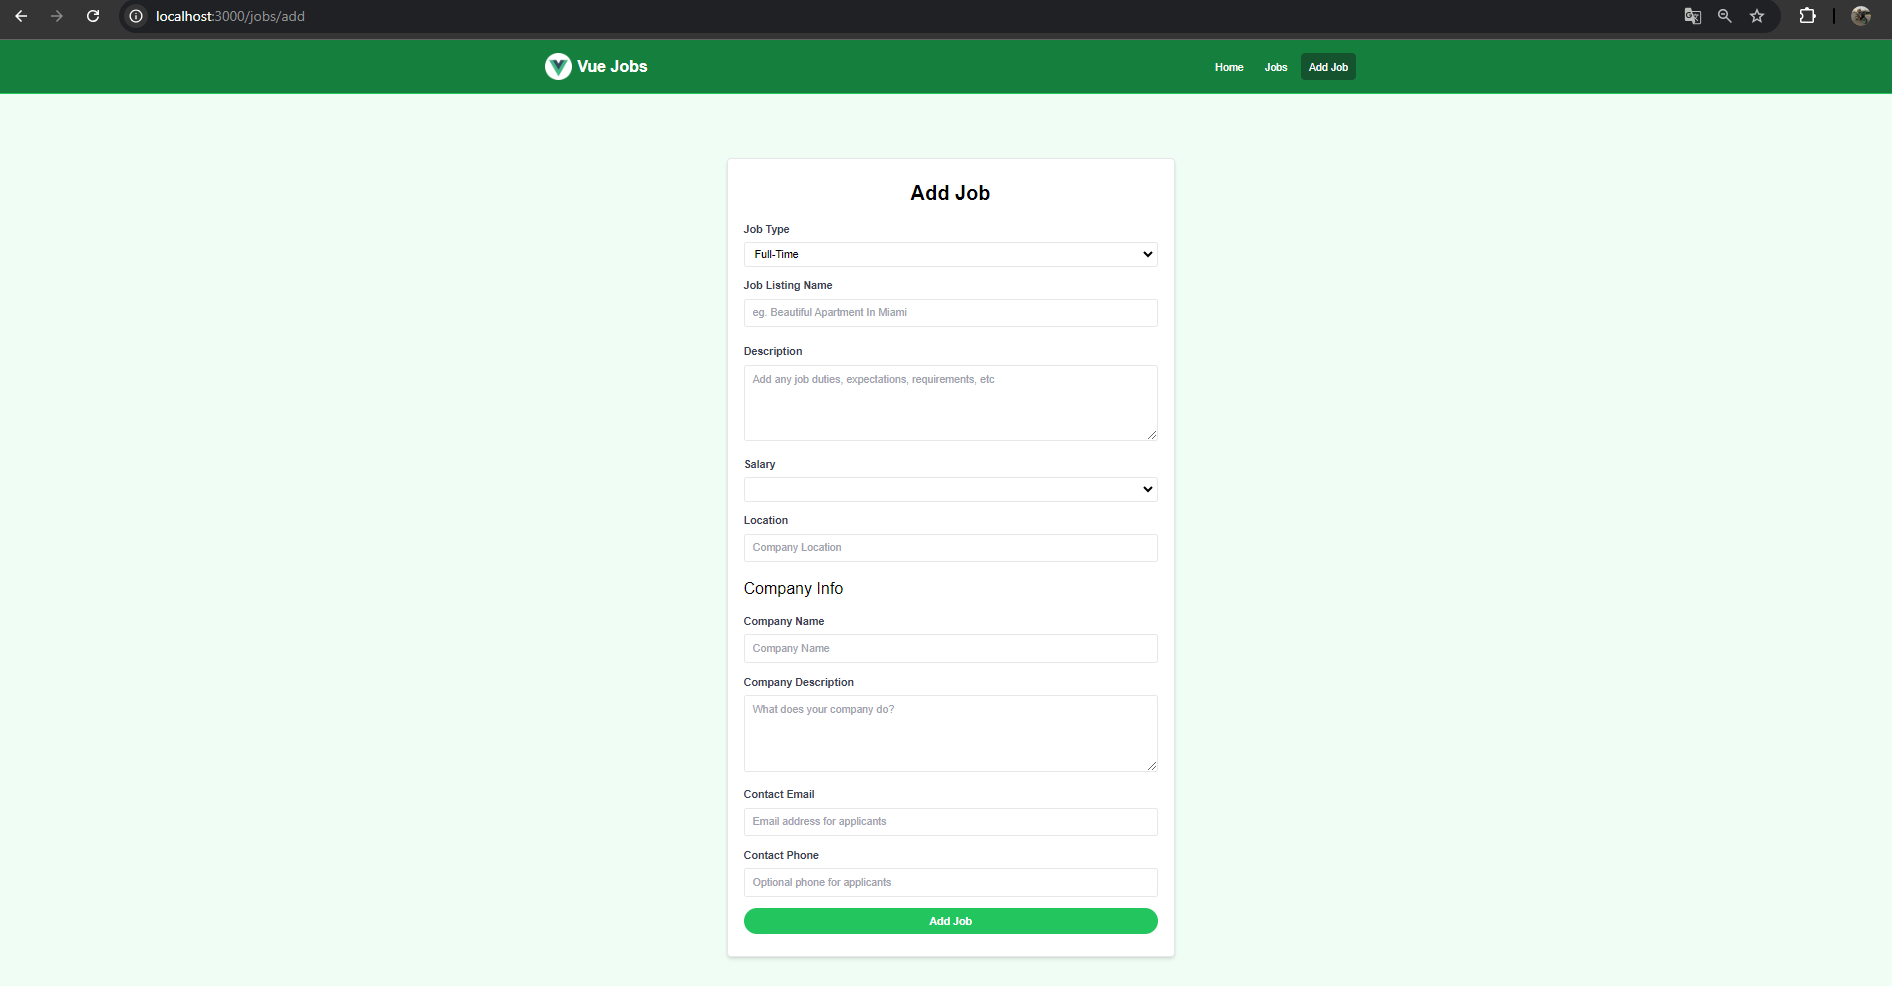 localhost:3000/jobs/add
Vue Jobs
Home Jobs Add Job
Add Job
Job Type
Full-Time
Job Listing Name
eg. Beautiful Apartment In Miami
Description
Add any job duties, expectations, requirements, etc
Salary
Location
Company Location
Company Info
Company Name
Company Name
Company Description
What does your company do?
Contact Email
Email address for applicants
Contact Phone
Optional phone for applicants
Add Job